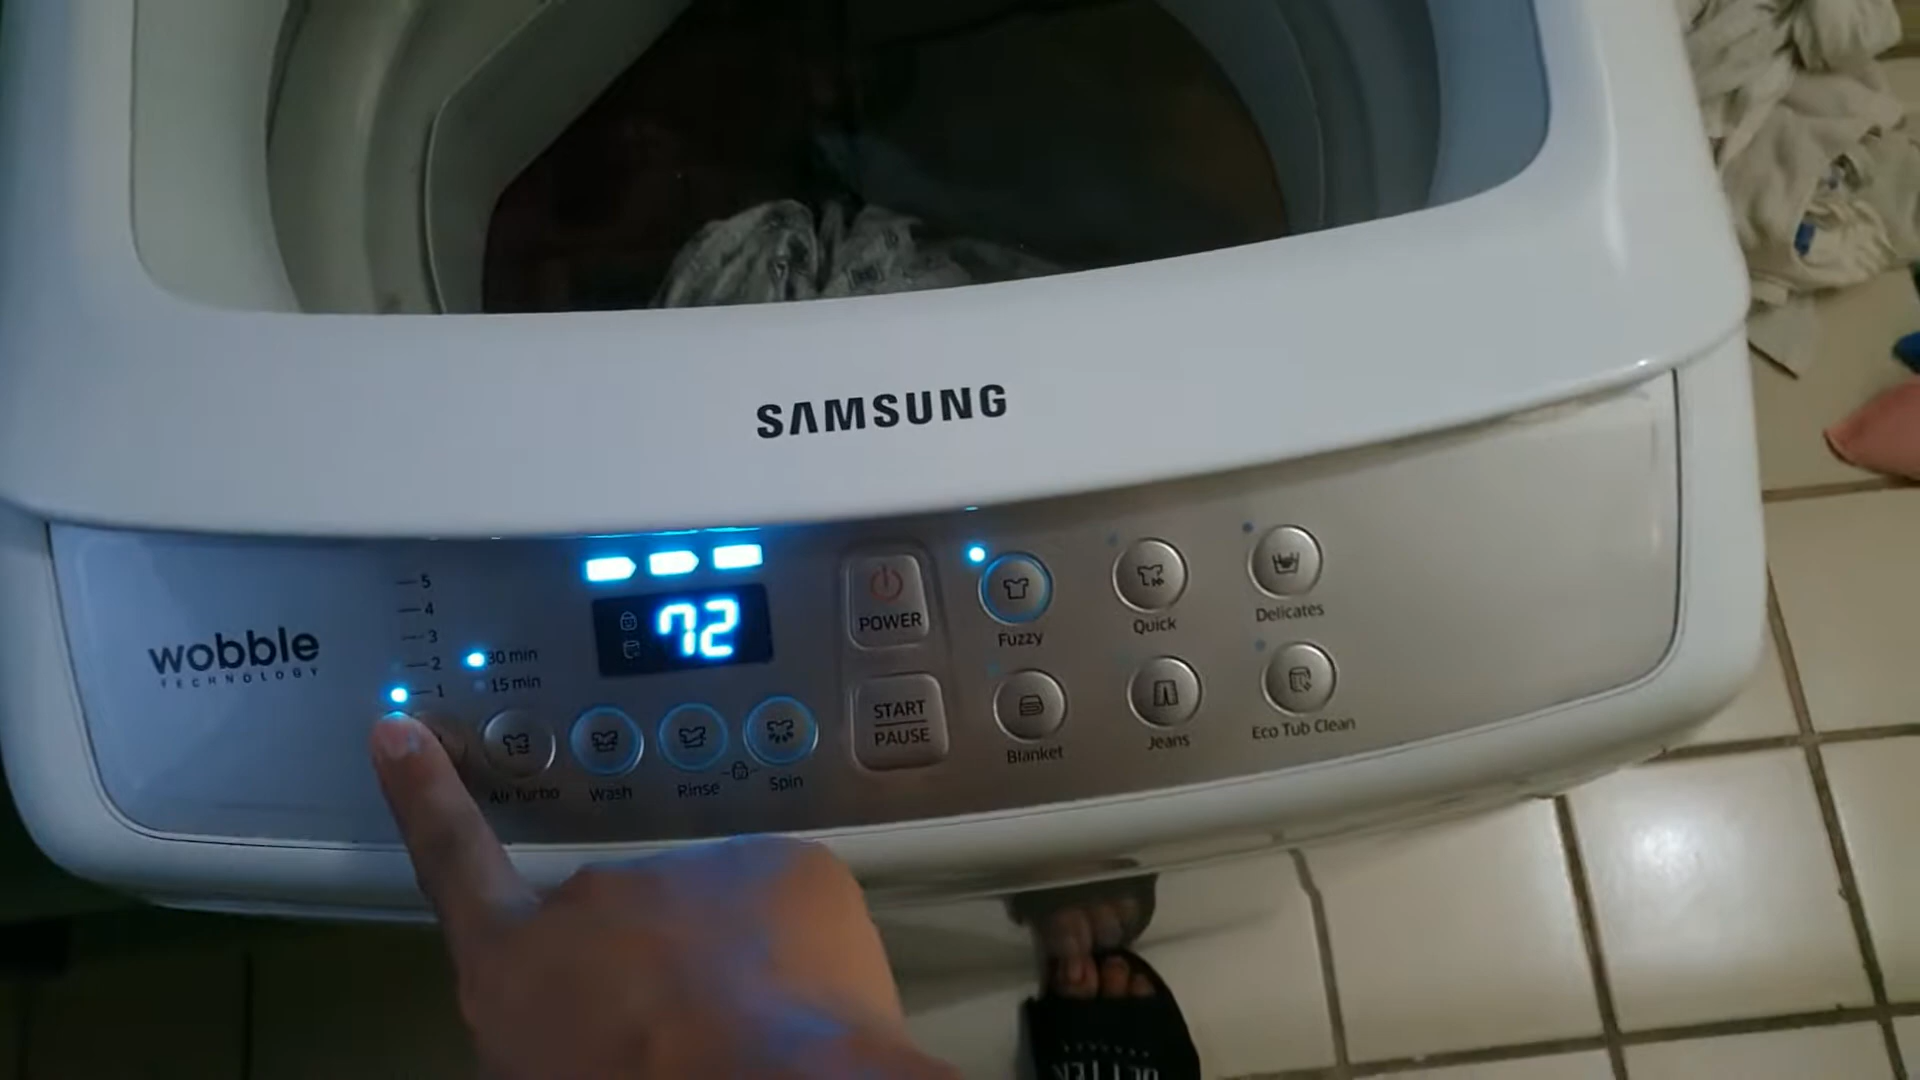 SAMSUNG
wobble
TECHNOLOGY
5
4
3
2
1
30 min
15 min
72
POWER
START
PAUSE
Air Turbo
Wash
Rinse
Spin
Fuzzy
Quick
Delicates
Blanket
Jeans
Eco Tub Clean